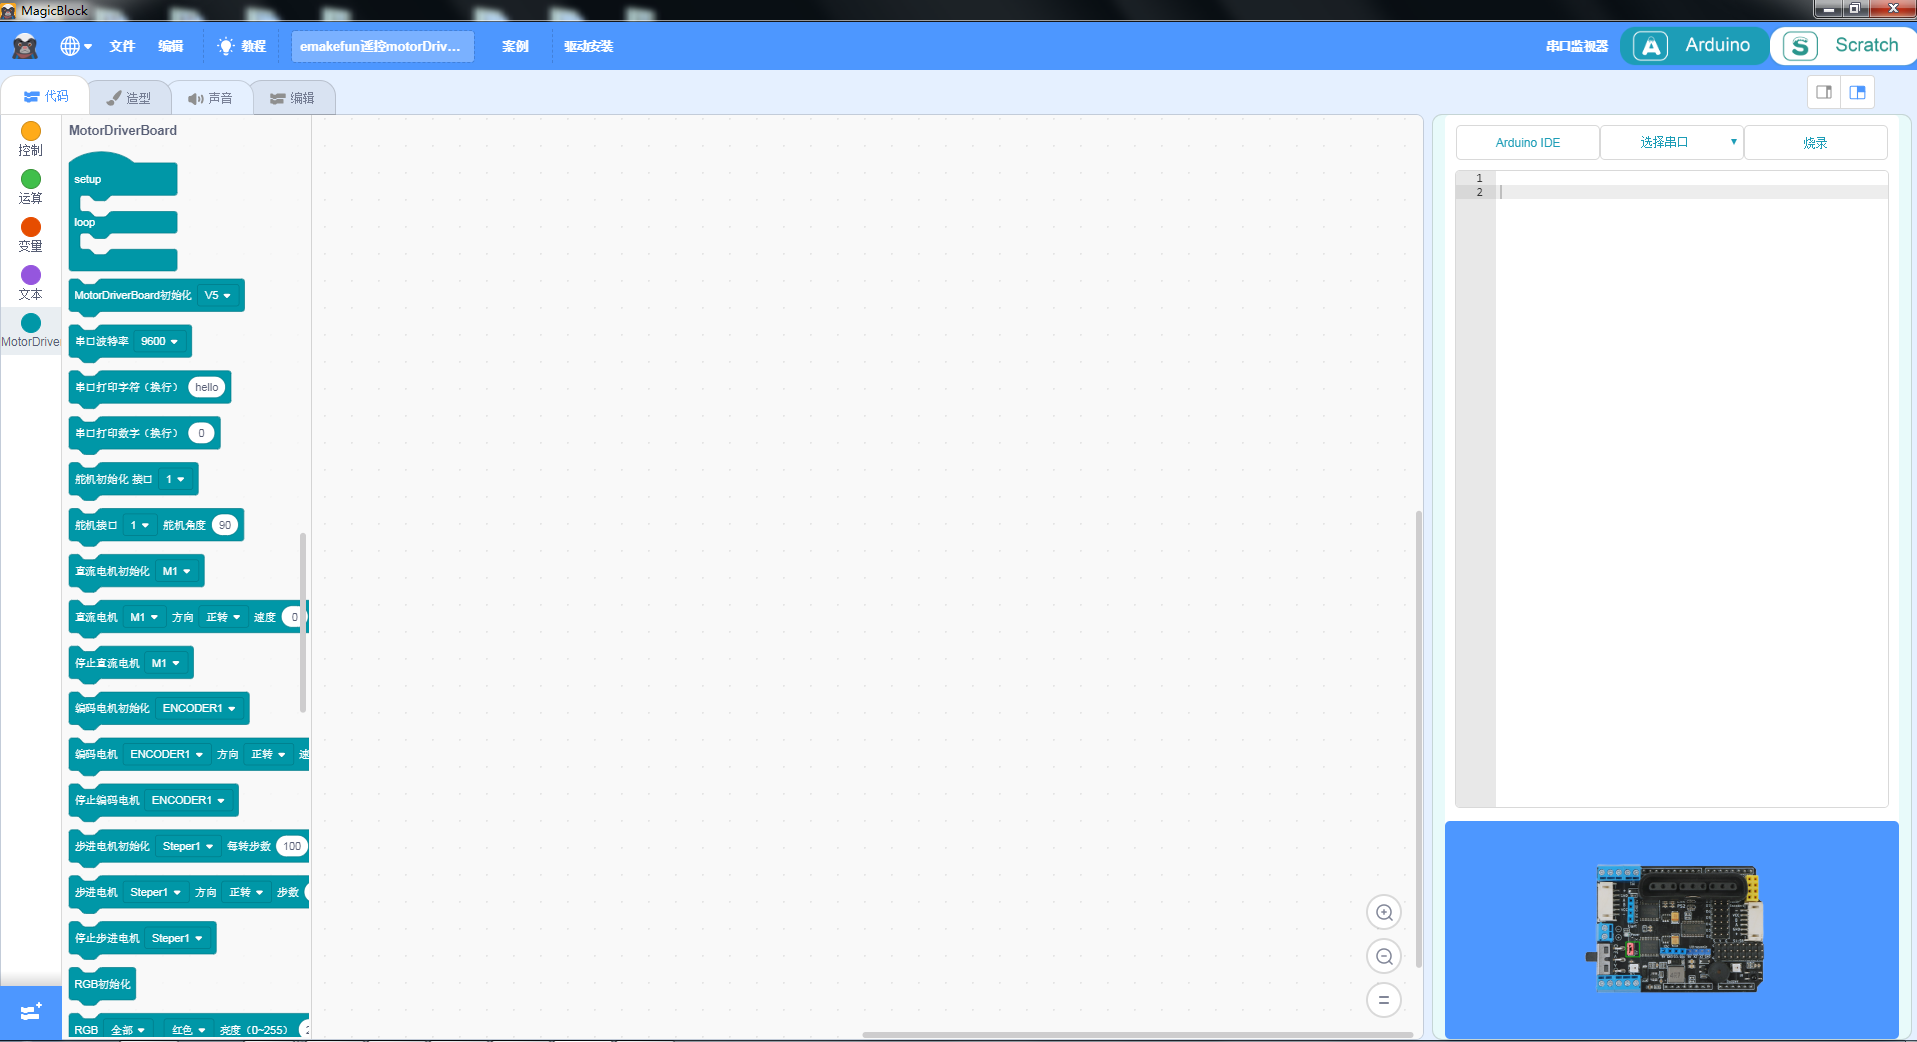 MagicBlock
文件 编辑 教程 emakefun遥控motorDriv... 案例 驱动安装 串口监视器 Arduino Scratch
代码 造型 声音 编辑
控制
运算
变量
文本
MotorDrive
MotorDriverBoard
setup
loop
MotorDriverBoard初始化 V5
串口波特率 9600
串口打印字符（换行） hello
串口打印数字（换行） 0
舵机初始化 接口 1
舵机接口 1 舵机角度 90
直流电机初始化 M1
直流电机 M1 方向 正转 速度 0
停止直流电机 M1
编码电机初始化 ENCODER1
编码电机 ENCODER1 方向 正转 速
停止编码电机 ENCODER1
步进电机初始化 Steper1 每转步数 100
步进电机 Steper1 方向 正转 步数
停止步进电机 Steper1
RGB初始化
RGB 全部 红色 亮度（0~255） 2
Arduino IDE 选择串口 烧录
1
2